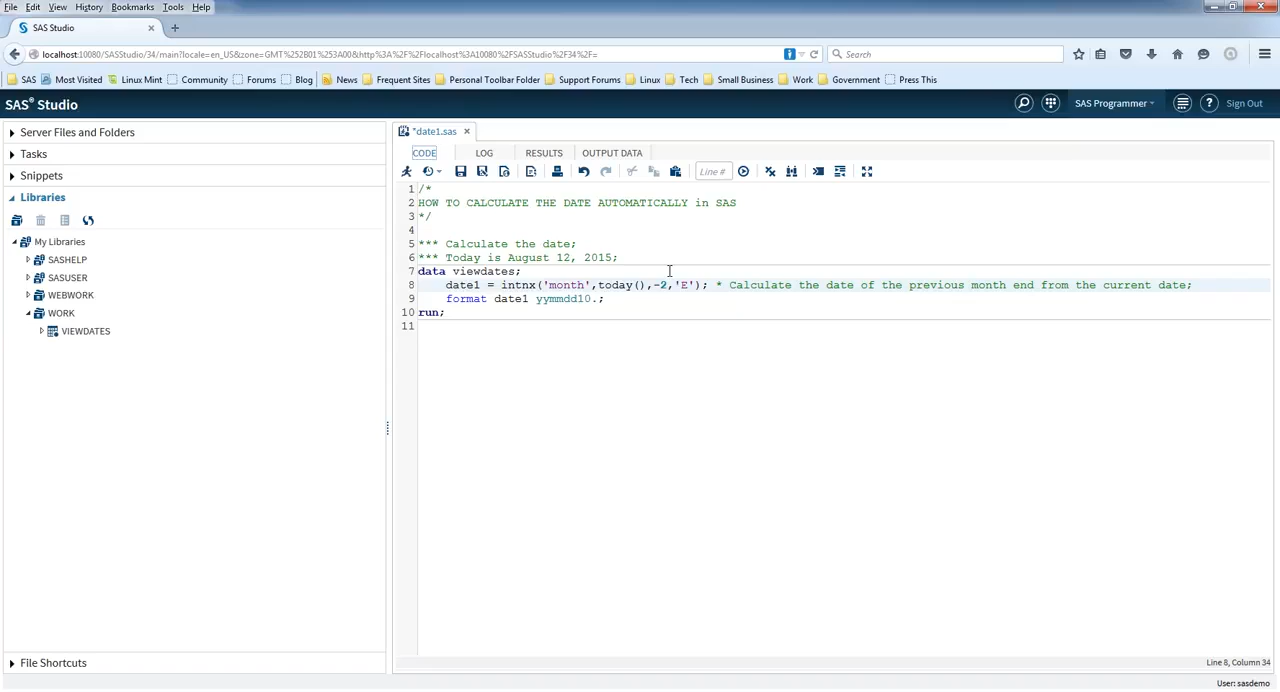 File Edit View History Bookmarks Tools Help
SAS Studio
localhost:10080/SASStudio/34/main?locale=en_US&zone=GMT%252B01%253A00&http%3A%2F%2Flocalhost%3A10080%2FSASStudio%2F34%2F=
Search
SAS Most Visited Linux Mint Community Forums Blog News Frequent Sites Personal Toolbar Folder Support Forums Linux Tech Small Business Work Government Press This
SAS® Studio
SAS Programmer
Sign Out
Server Files and Folders
Tasks
Snippets
Libraries
My Libraries
SASHELP
SASUSER
WEBWORK
WORK
VIEWDATES
File Shortcuts
*date1.sas
CODE LOG RESULTS OUTPUT DATA
Line #
1 /*
2 HOW TO CALCULATE THE DATE AUTOMATICALLY in SAS
3 */
4
5 *** Calculate the date;
6 *** Today is August 12, 2015;
7 data viewdates;
8 date1 = intnx('month',today(),-2,'E'); * Calculate the date of the previous month end from the current date;
9 format date1 yymmdd10.;
10 run;
11
Line 8, Column 34
User: sasdemo